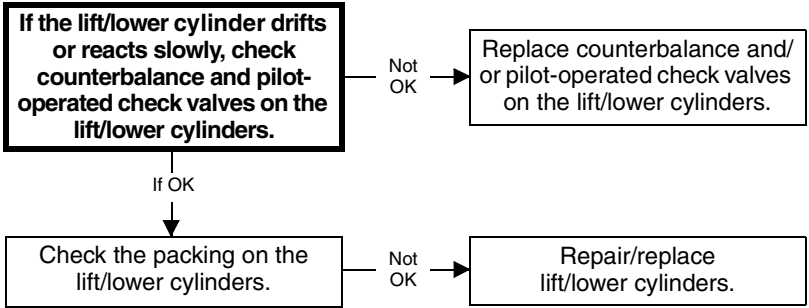 If the lift/lower cylinder drifts
or reacts slowly, check
counterbalance and pilot-
operated check valves on the
lift/lower cylinders.
Not
OK
Replace counterbalance and/
or pilot-operated check valves
on the lift/lower cylinders.
If OK
Check the packing on the
lift/lower cylinders.
Not
OK
Repair/replace
lift/lower cylinders.